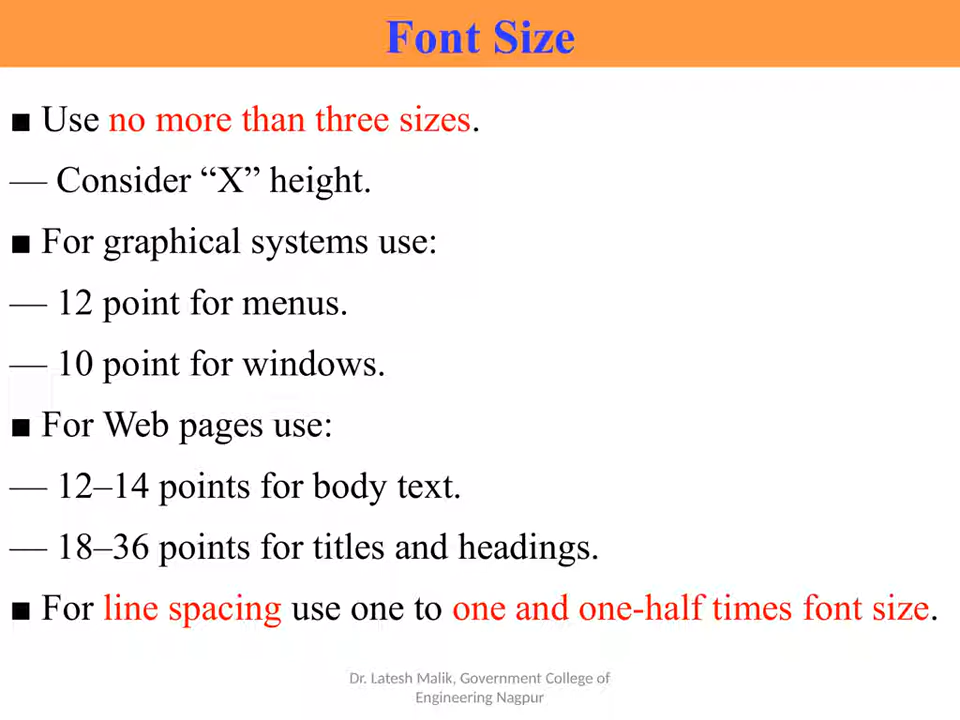 Font Size
■ Use no more than three sizes.
— Consider “X” height.
■ For graphical systems use:
— 12 point for menus.
— 10 point for windows.
■ For Web pages use:
— 12–14 points for body text.
— 18–36 points for titles and headings.
■ For line spacing use one to one and one-half times font size.
Dr. Latesh Malik, Government College of
Engineering Nagpur